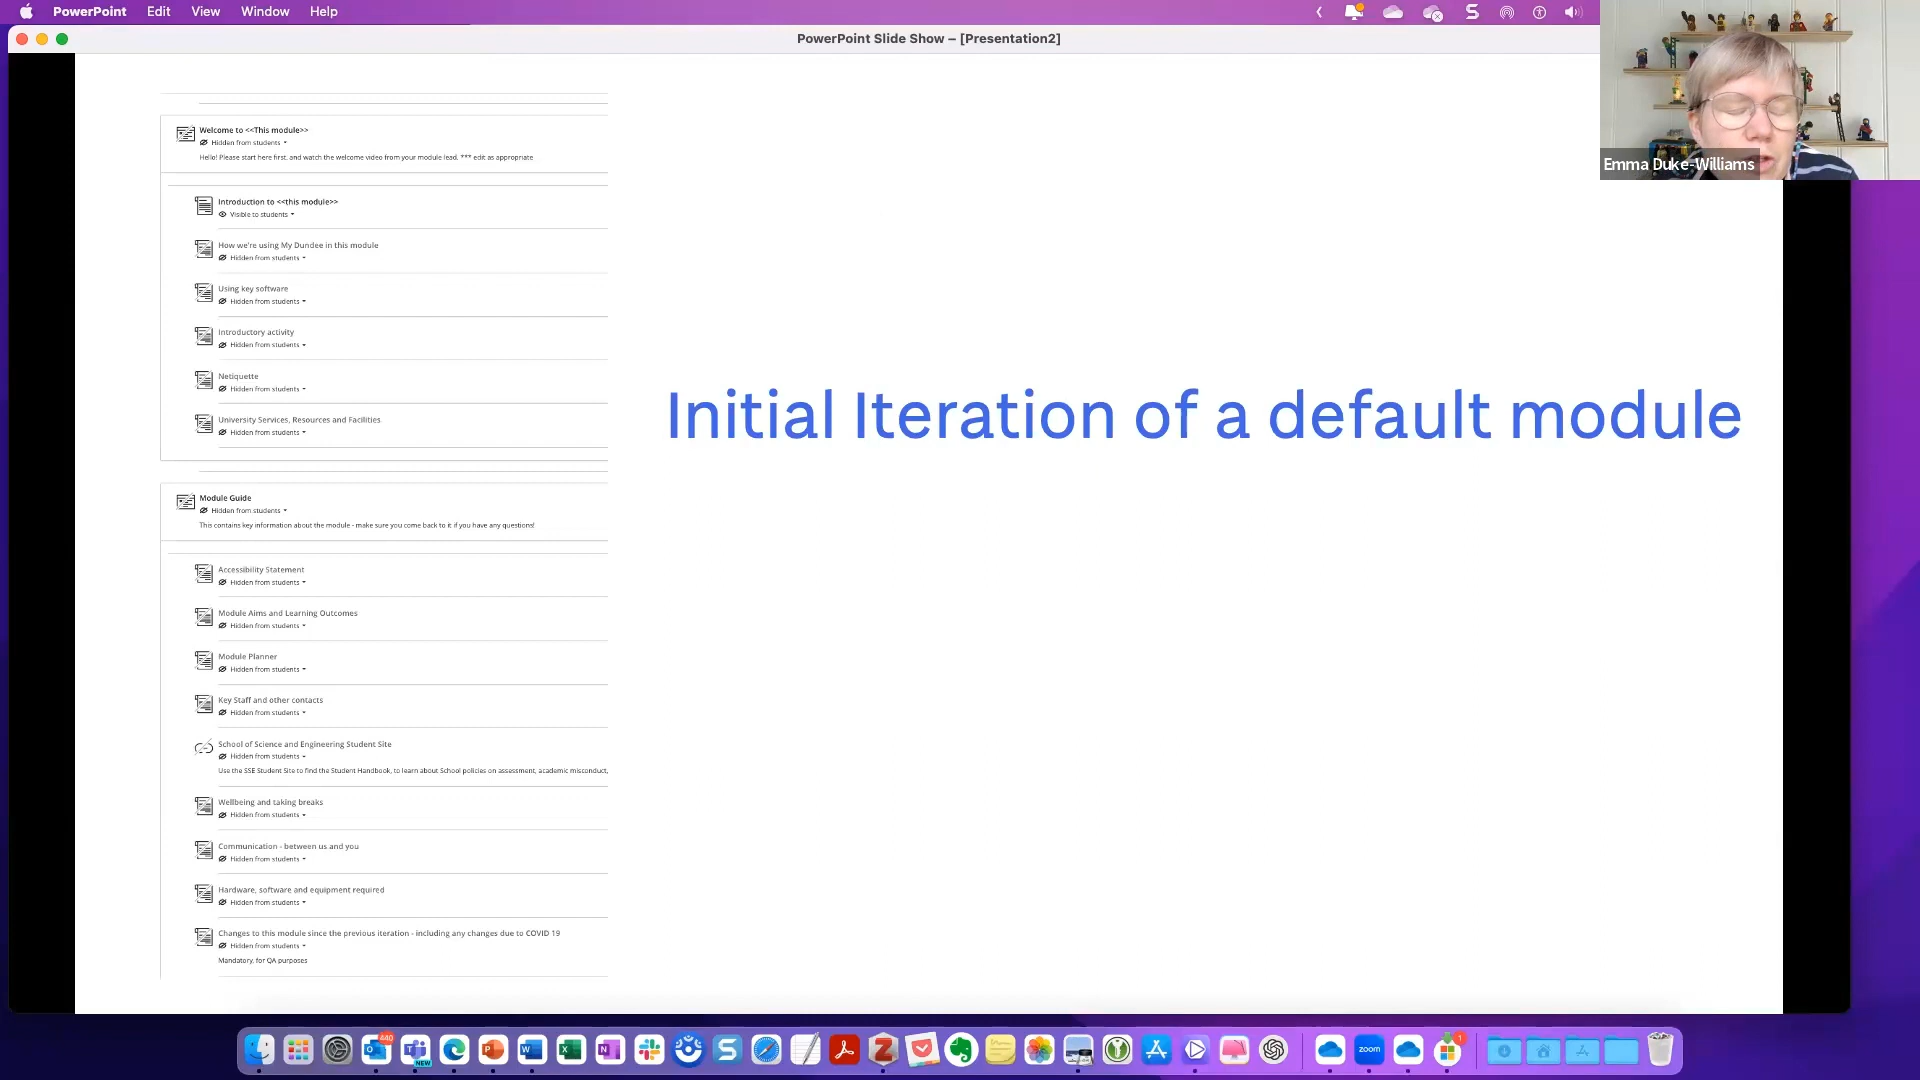 PowerPoint Edit View Window Help
PowerPoint Slide Show – [Presentation2]
Emma Duke-Williams
Welcome to <<This module>>
Hidden from students
Hello! Please start here first, and watch the welcome video from your module lead. *** edit as appropriate
Introduction to <<this module>>
Visible to students
How we're using My Dundee in this module
Hidden from students
Using key software
Hidden from students
Introductory activity
Hidden from students
Netiquette
Hidden from students
University Services, Resources and Facilities
Hidden from students
Initial Iteration of a default module
Module Guide
Hidden from students
This contains key information about the module - make sure you come back to it if you have any questions!
Accessibility Statement
Hidden from students
Module Aims and Learning Outcomes
Hidden from students
Module Planner
Hidden from students
Key Staff and other contacts
Hidden from students
School of Science and Engineering Student Site
Hidden from students
Use the SSE Student Site to find the Student Handbook, to learn about School policies on assessment, academic misconduct,
Wellbeing and taking breaks
Hidden from students
Communication - between us and you
Hidden from students
Hardware, software and equipment required
Hidden from students
Changes to this module since the previous iteration - including any changes due to COVID 19
Hidden from students
Mandatory, for QA purposes
440
NEW
zoom
1